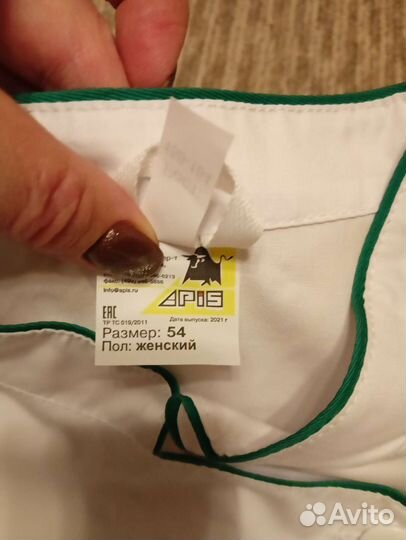 info@apis.ru
APIS
EAC
ТР ТС 019/2011
Дата выпуска: 2021 г
Размер: 54
Пол: женский
Avito